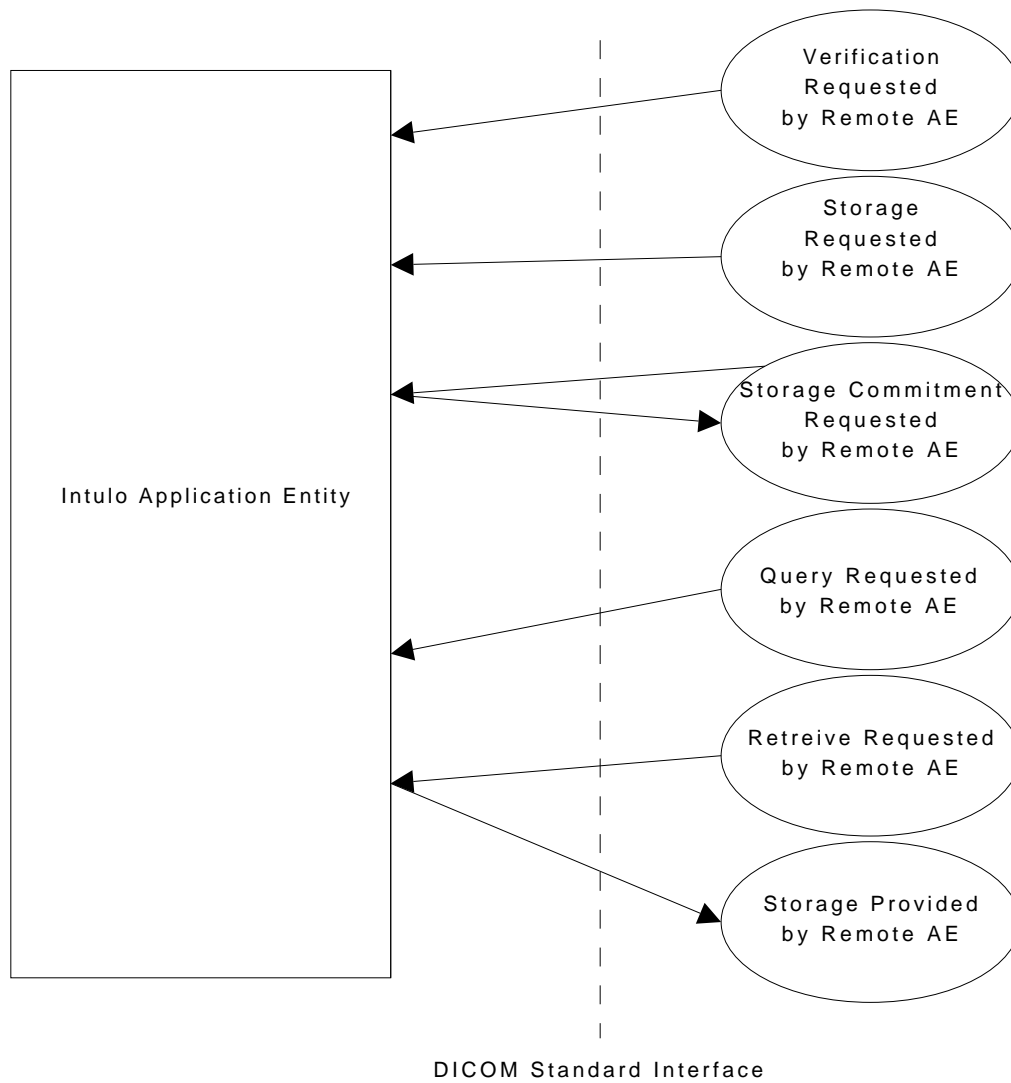 Verification
Requested
by Remote AE
Storage
Requested
by Remote AE
Storage Commitment
Requested
by Remote AE
Intulo Application Entity
Query Requested
by Remote AE
Retreive Requested
by Remote AE
Storage Provided
by Remote AE
DICOM Standard Interface